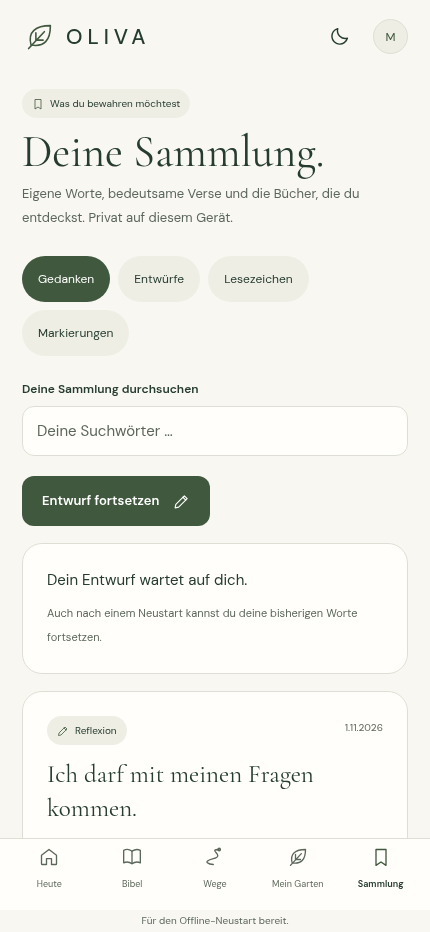 OLIVA
M
Was du bewahren möchtest
Deine Sammlung.
Eigene Worte, bedeutsame Verse und die Bücher, die du
entdeckst. Privat auf diesem Gerät.
Gedanken
Entwürfe
Lesezeichen
Markierungen
Deine Sammlung durchsuchen
Deine Suchwörter ...
Entwurf fortsetzen
Dein Entwurf wartet auf dich.
Auch nach einem Neustart kannst du deine bisherigen Worte
fortsetzen.
Reflexion
1.11.2026
Ich darf mit meinen Fragen
kommen.
Heute
Bibel
Wege
Mein Garten
Sammlung
Für den Offline-Neustart bereit.